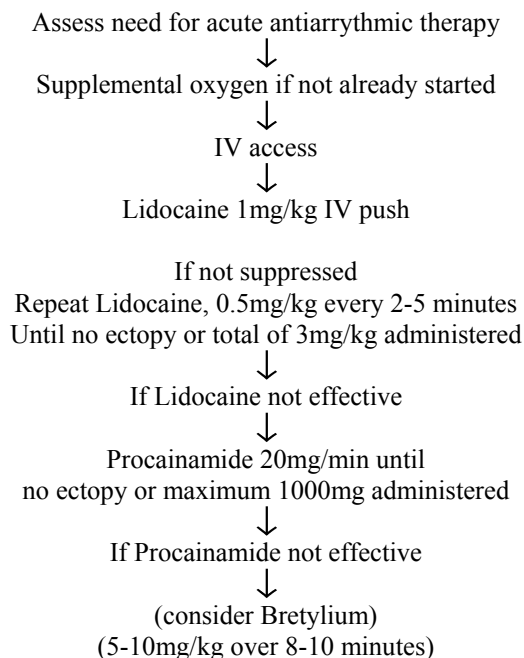 Assess need for acute antiarrhythmic therapy
Supplemental oxygen if not already started
IV access
Lidocaine 1mg/kg IV push
If not suppressed
Repeat Lidocaine, 0.5mg/kg every 2-5 minutes
Until no ectopy or total of 3mg/kg administered
If Lidocaine not effective
Procainamide 20mg/min until
no ectopy or maximum 1000mg administered
If Procainamide not effective
(consider Bretylium)
(5-10mg/kg over 8-10 minutes)